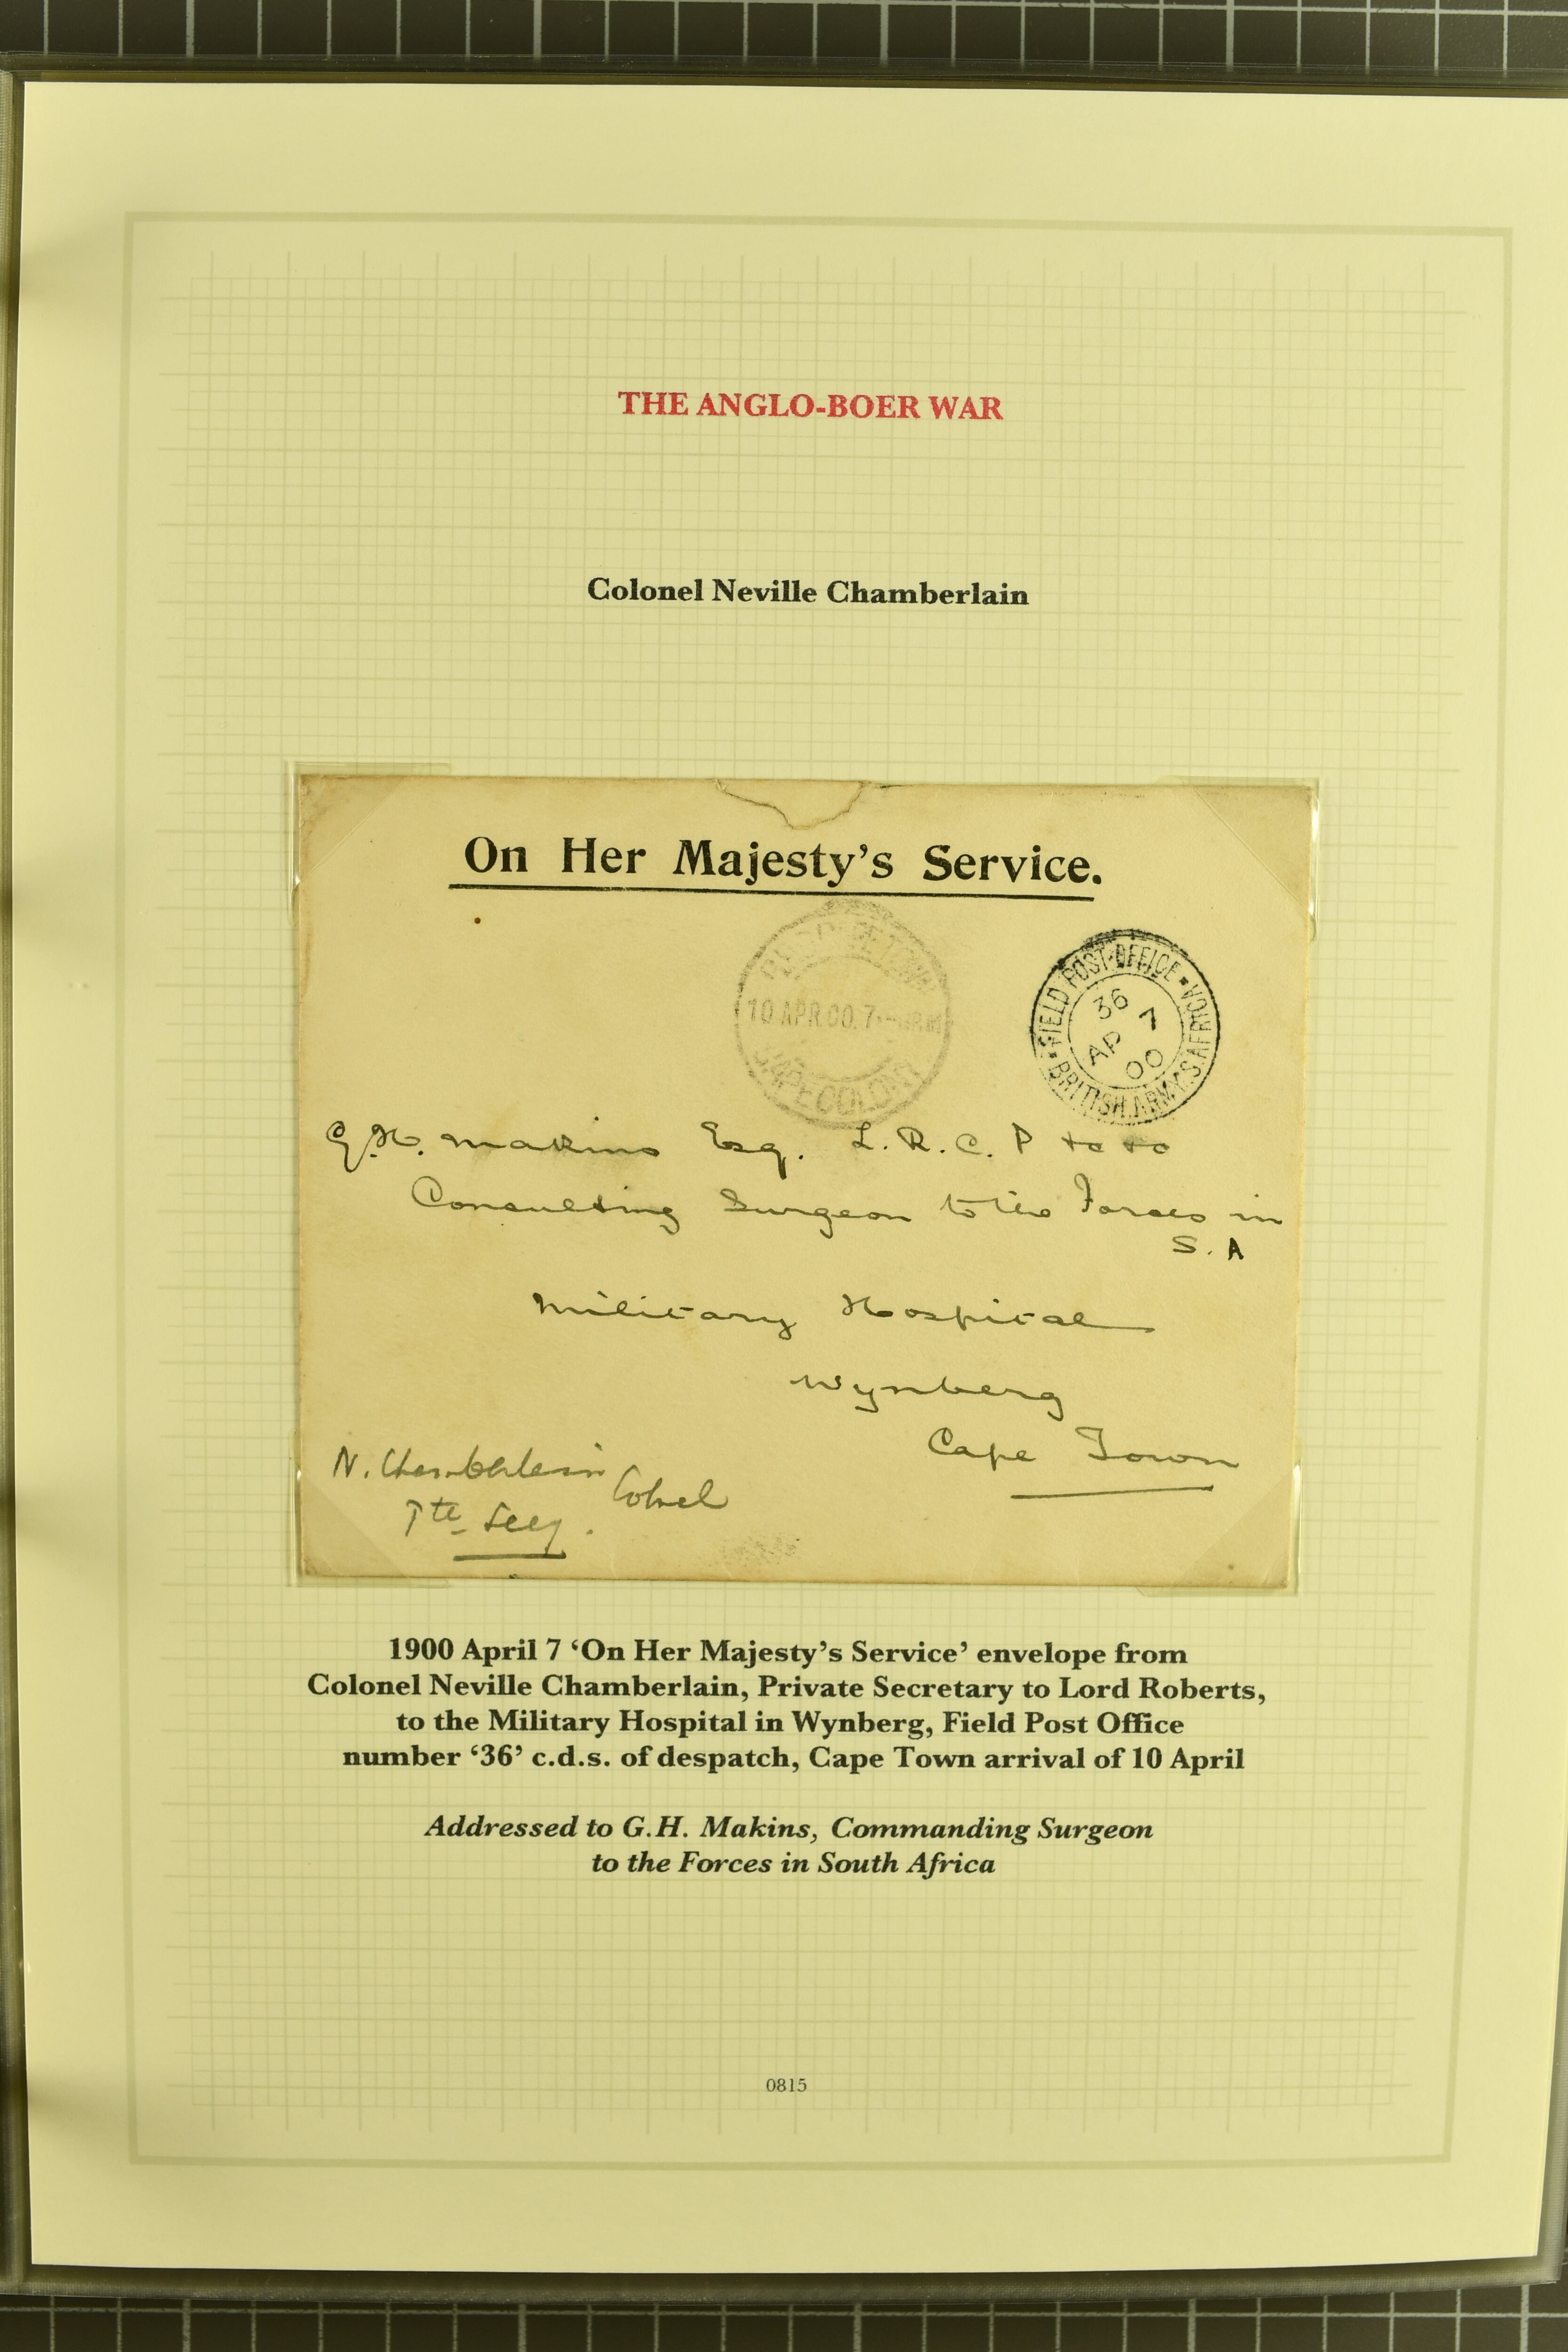 THE ANGLO-BOER WAR
Colonel Neville Chamberlain
On Her Majesty's Service.
10 APR.00.7
CAPE COLONY
FIELD POST OFFICE • BRITISH ARMY S. AFRICA •
36
7
AP
00
G.H. Makins Esq. L.R.C.P
Consulting Surgeon to the Forces in
S.A
Military Hospital
Wynberg
Cape Town
N. Chamberlain
Colonel
Pte Secy.
1900 April 7 ‘On Her Majesty’s Service’ envelope from
Colonel Neville Chamberlain, Private Secretary to Lord Roberts,
to the Military Hospital in Wynberg, Field Post Office
number ‘36’ c.d.s. of despatch, Cape Town arrival of 10 April
Addressed to G.H. Makins, Commanding Surgeon
to the Forces in South Africa
0815